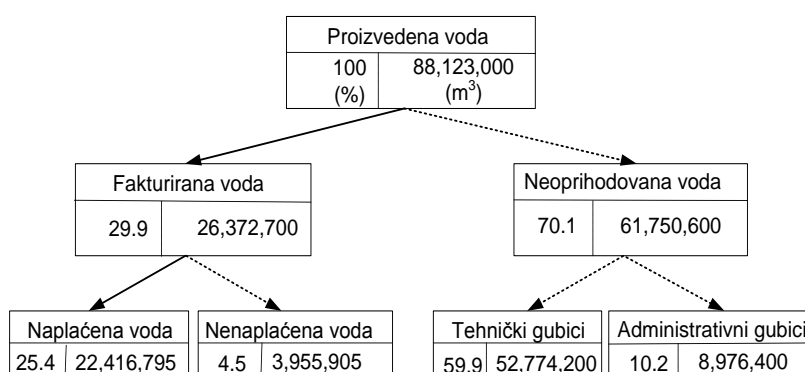 Proizvedena voda
100 88,123,000
(%) (m³)
Fakturirana voda
29.9 26,372,700
Neoprihodovana voda
70.1 61,750,600
Naplaćena voda
25.4 22,416,795
Nenaplaćena voda
4.5 3,955,905
Tehnički gubici
59.9 52,774,200
Administrativni gubici
10.2 8,976,400